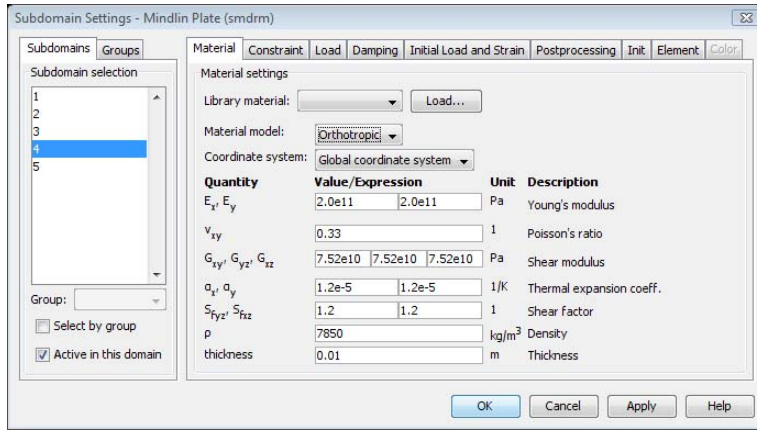 Subdomain Settings - Mindlin Plate (smdrm)
Subdomains Groups
Subdomain selection
1
2
3
4
5
Group:
Select by group
Active in this domain
Material Constraint Load Damping Initial Load and Strain Postprocessing Init Element Color
Material settings
Library material: Load...
Material model: Orthotropic
Coordinate system: Global coordinate system
Quantity Value/Expression Unit Description
Ex, Ey 2.0e11 2.0e11 Pa Young's modulus
νxy 0.33 1 Poisson's ratio
Gxy, Gyz, Gxz 7.52e10 7.52e10 7.52e10 Pa Shear modulus
αx, αy 1.2e-5 1.2e-5 1/K Thermal expansion coeff.
Sfyz, Sfxz 1.2 1.2 1 Shear factor
ρ 7850 kg/m³ Density
thickness 0.01 m Thickness
OK Cancel Apply Help